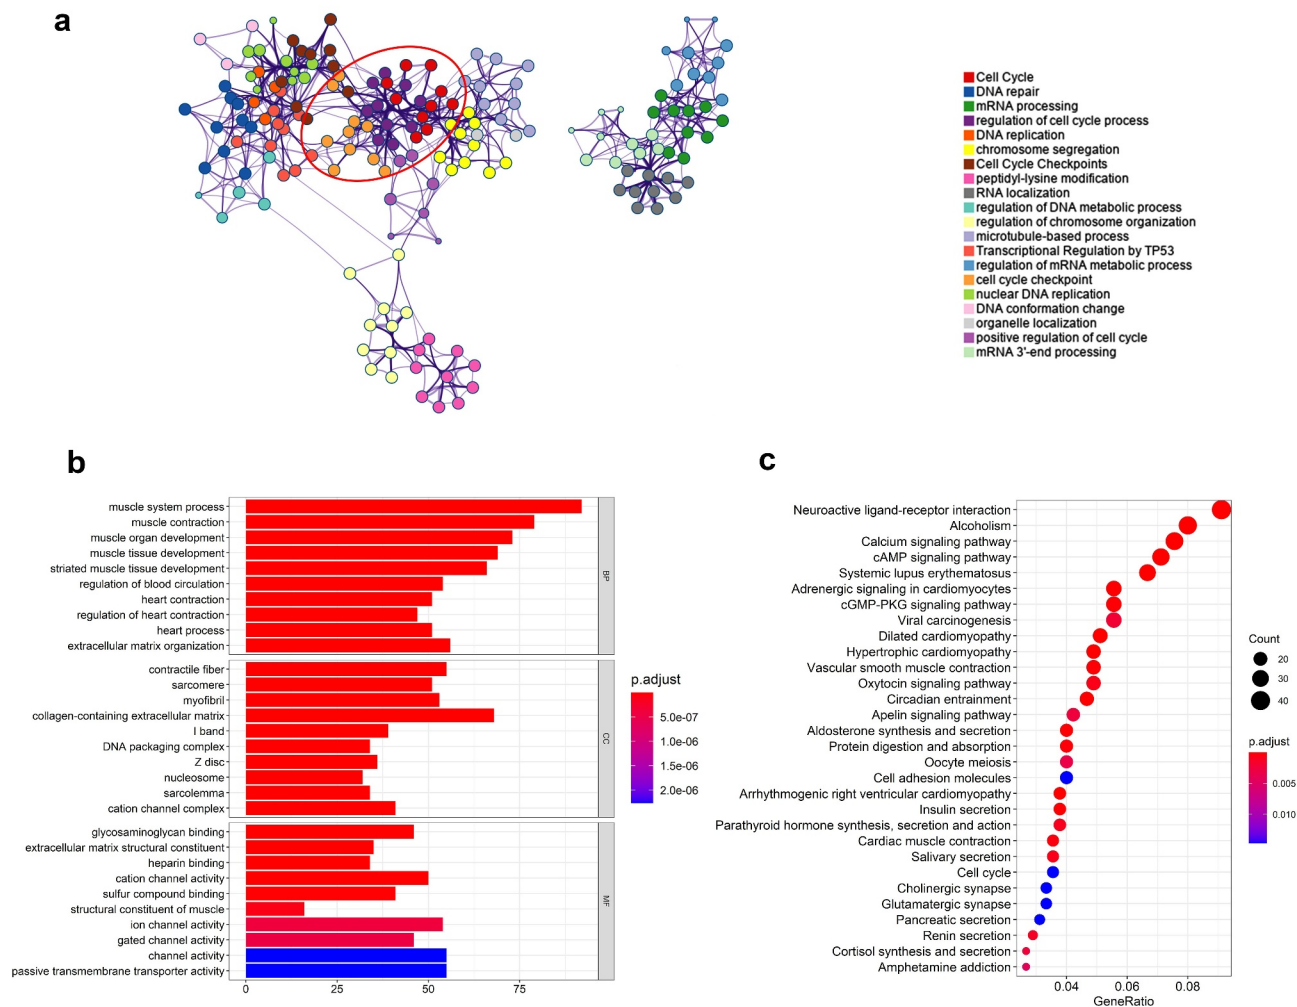 a
Cell Cycle
DNA repair
mRNA processing
regulation of cell cycle process
DNA replication
chromosome segregation
Cell Cycle Checkpoints
peptidyl-lysine modification
RNA localization
regulation of DNA metabolic process
regulation of chromosome organization
microtubule-based process
Transcriptional Regulation by TP53
regulation of mRNA metabolic process
cell cycle checkpoint
nuclear DNA replication
DNA conformation change
organelle localization
positive regulation of cell cycle
mRNA 3'-end processing
b
muscle system process
muscle contraction
muscle organ development
muscle tissue development
striated muscle tissue development
regulation of blood circulation
heart contraction
regulation of heart contraction
heart process
extracellular matrix organization
BP
contractile fiber
sarcomere
myofibril
collagen-containing extracellular matrix
I band
DNA packaging complex
Z disc
nucleosome
sarcolemma
cation channel complex
CC
glycosaminoglycan binding
extracellular matrix structural constituent
heparin binding
cation channel activity
sulfur compound binding
structural constituent of muscle
ion channel activity
gated channel activity
channel activity
passive transmembrane transporter activity
MF
0 25 50 75
p.adjust
5.0e-07
1.0e-06
1.5e-06
2.0e-06
c
Neuroactive ligand-receptor interaction
Alcoholism
Calcium signaling pathway
cAMP signaling pathway
Systemic lupus erythematosus
Adrenergic signaling in cardiomyocytes
cGMP-PKG signaling pathway
Viral carcinogenesis
Dilated cardiomyopathy
Hypertrophic cardiomyopathy
Vascular smooth muscle contraction
Oxytocin signaling pathway
Circadian entrainment
Apelin signaling pathway
Aldosterone synthesis and secretion
Protein digestion and absorption
Oocyte meiosis
Cell adhesion molecules
Arrhythmogenic right ventricular cardiomyopathy
Insulin secretion
Parathyroid hormone synthesis, secretion and action
Cardiac muscle contraction
Salivary secretion
Cell cycle
Cholinergic synapse
Glutamatergic synapse
Pancreatic secretion
Renin secretion
Cortisol synthesis and secretion
Amphetamine addiction
0.04 0.06 0.08
GeneRatio
Count
20
30
40
p.adjust
0.005
0.010